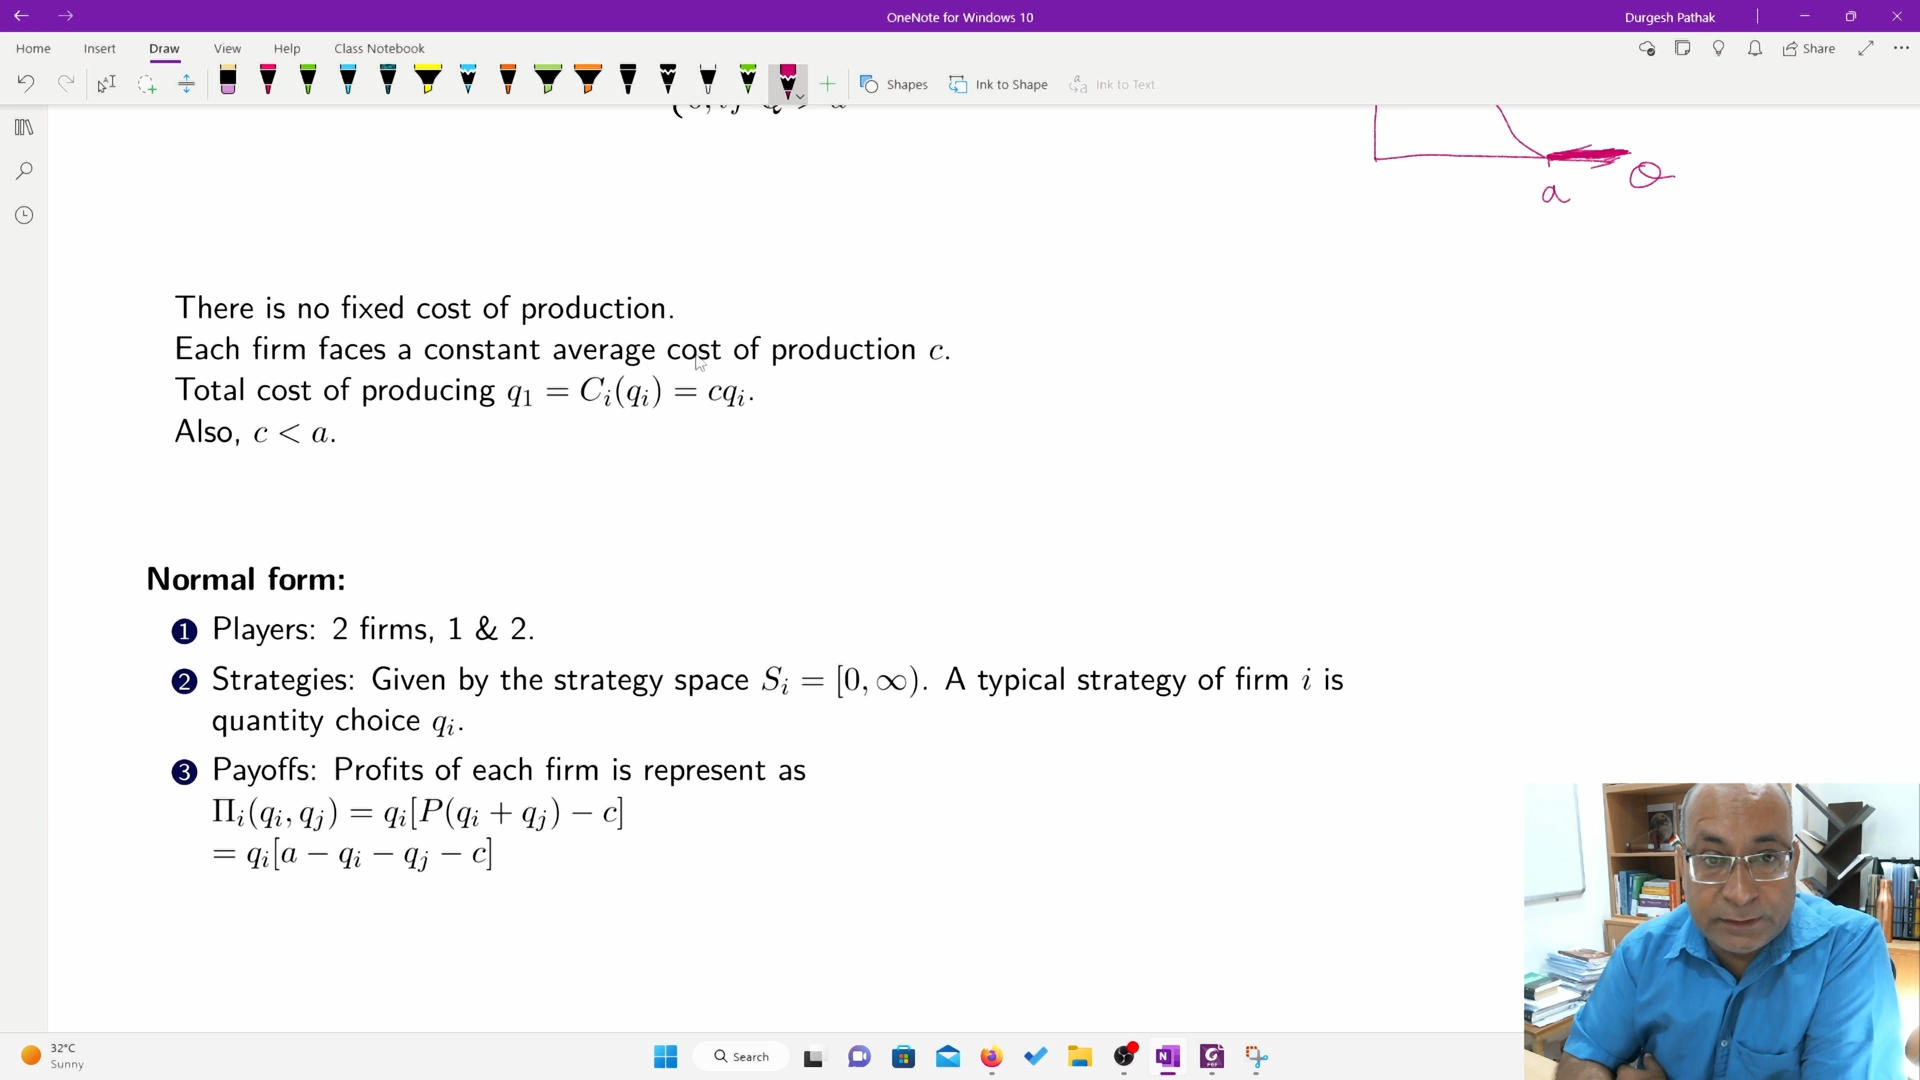 OneNote for Windows 10
Durgesh Pathak
Home Insert Draw View Help Class Notebook
Share
Shapes Ink to Shape Ink to Text
a Q
There is no fixed cost of production.
Each firm faces a constant average cost of production c.
Total cost of producing q₁ = Cᵢ(qᵢ) = cqᵢ.
Also, c < a.
Normal form:
1 Players: 2 firms, 1 & 2.
2 Strategies: Given by the strategy space Sᵢ = [0, ∞). A typical strategy of firm i is
quantity choice qᵢ.
3 Payoffs: Profits of each firm is represent as
Πᵢ(qᵢ, qⱼ) = qᵢ[P(qᵢ + qⱼ) − c]
= qᵢ[a − qᵢ − qⱼ − c]
32°C
Sunny
Search